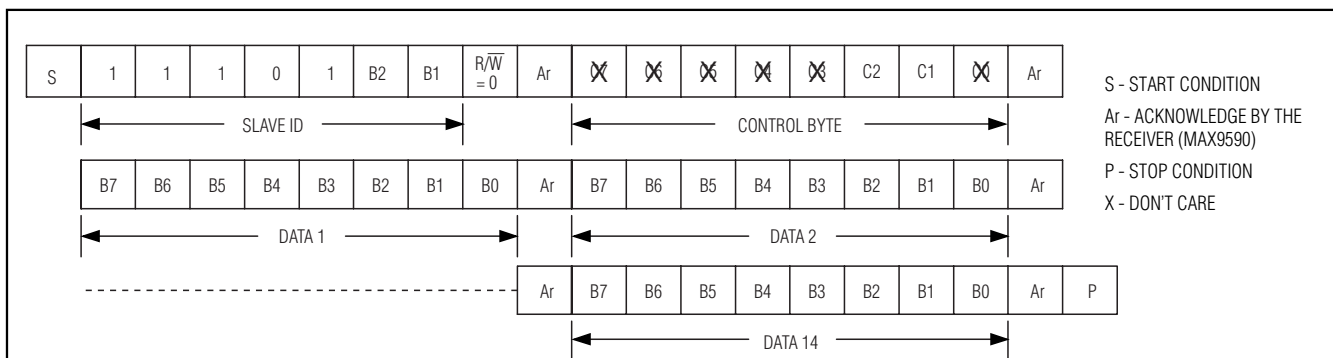 S 1 1 1 0 1 B2 B1 R/W̅ = 0 Ar X X X X X C2 C1 X Ar
SLAVE ID CONTROL BYTE
B7 B6 B5 B4 B3 B2 B1 B0 Ar B7 B6 B5 B4 B3 B2 B1 B0 Ar
DATA 1 DATA 2
Ar B7 B6 B5 B4 B3 B2 B1 B0 Ar P
DATA 14
S - START CONDITION
Ar - ACKNOWLEDGE BY THE
RECEIVER (MAX9590)
P - STOP CONDITION
X - DON'T CARE